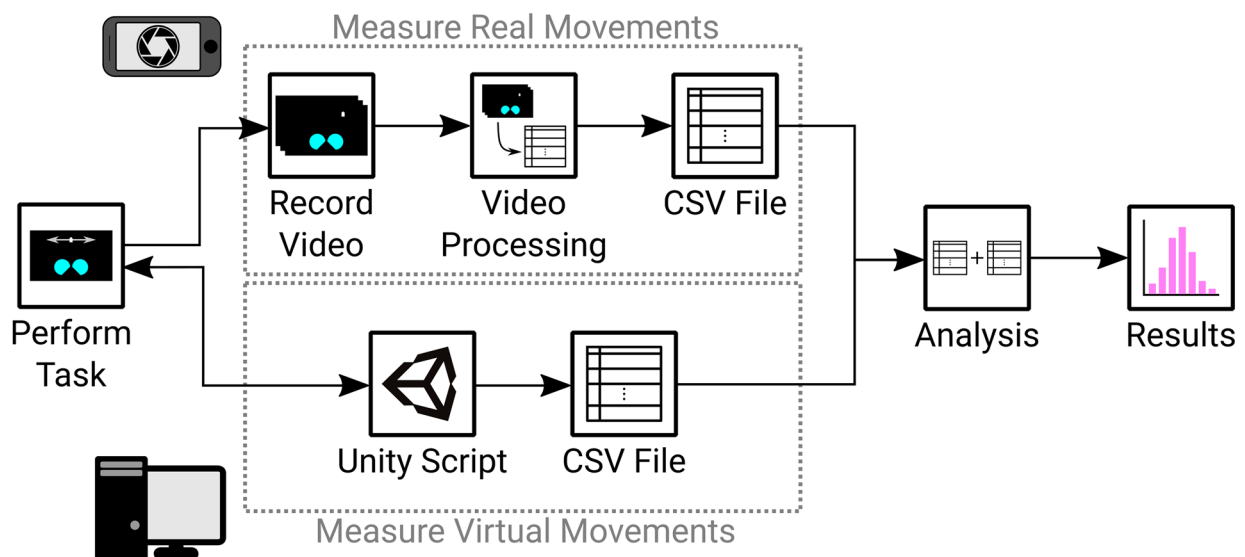 Measure Real Movements
Record
Video
Video
Processing
CSV File
Perform
Task
Analysis
Results
Unity Script
CSV File
Measure Virtual Movements